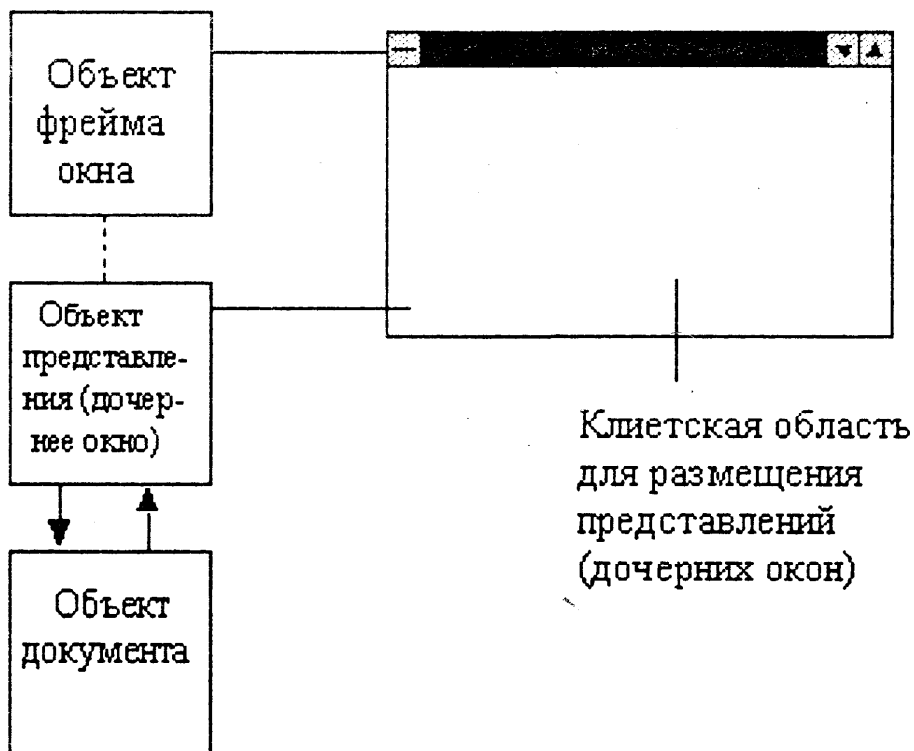 Объект
фрейма
окна
Объект
представле-
ния (дочер-
нее окно)
Объект
документа
Клиетская область
для размещения
представлений
(дочерних окон)